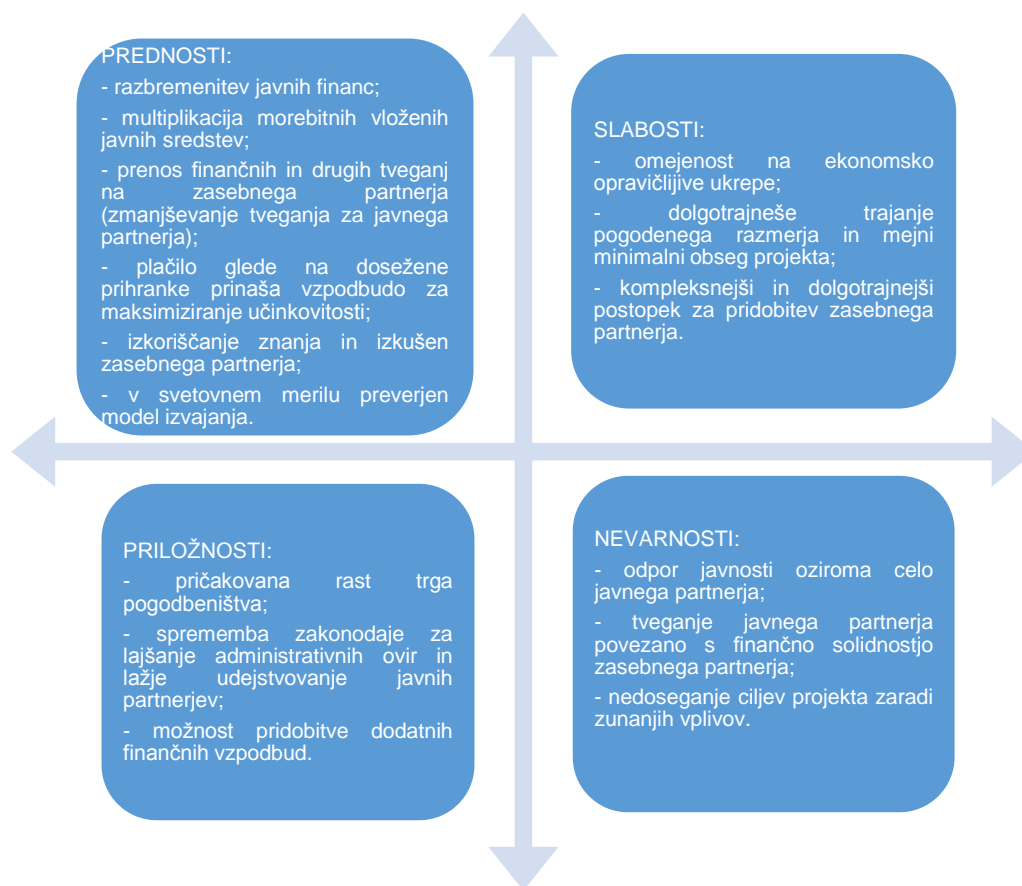 PREDNOSTI:
- razbremenitev javnih financ;
- multiplikacija morebitnih vloženih
javnih sredstev;
- prenos finančnih in drugih tveganj
na zasebnega partnerja
(zmanjševanje tveganja za javnega
partnerja);
- plačilo glede na dosežene
prihranke prinaša vzpodbudo za
maksimiziranje učinkovitosti;
- izkoriščanje znanja in izkušen
zasebnega partnerja;
- v svetovnem merilu preverjen
model izvajanja.
SLABOSTI:
- omejenost na ekonomsko
opravičljive ukrepe;
- dolgotrajneše trajanje
pogodenega razmerja in mejni
minimalni obseg projekta;
- kompleksnejši in dolgotrajnejši
postopek za pridobitev zasebnega
partnerja.
PRILOŽNOSTI:
- pričakovana rast trga
pogodbeništva;
- sprememba zakonodaje za
lajšanje administrativnih ovir in
lažje udejstvovanje javnih
partnerjev;
- možnost pridobitve dodatnih
finančnih vzpodbud.
NEVARNOSTI:
- odpor javnosti oziroma celo
javnega partnerja;
- tveganje javnega partnerja
povezano s finančno solidnostjo
zasebnega partnerja;
- nedoseganje ciljev projekta zaradi
zunanjih vplivov.